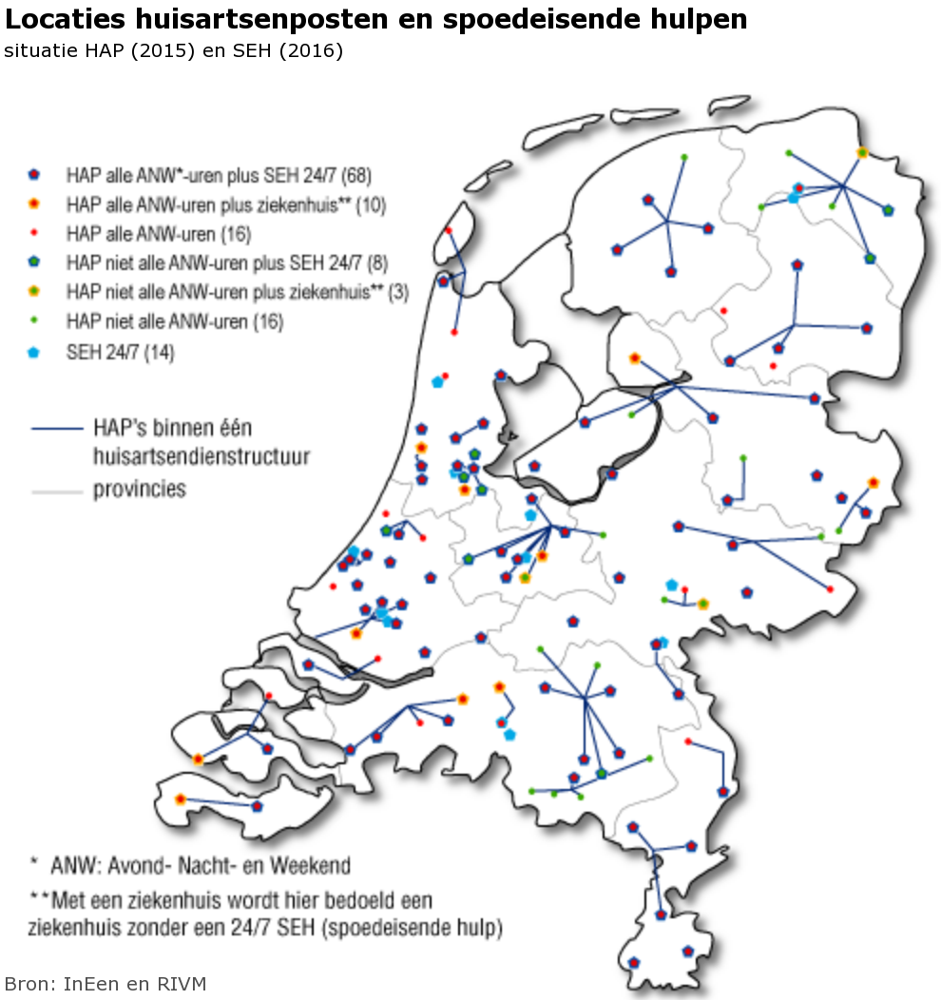 Locaties huisartsenposten en spoedeisende hulpen
situatie HAP (2015) en SEH (2016)
HAP alle ANW*-uren plus SEH 24/7 (68)
HAP alle ANW-uren plus ziekenhuis** (10)
HAP alle ANW-uren (16)
HAP niet alle ANW-uren plus SEH 24/7 (8)
HAP niet alle ANW-uren plus ziekenhuis** (3)
HAP niet alle ANW-uren (16)
SEH 24/7 (14)
HAP's binnen één
huisartsendienstructuur
provincies
* ANW: Avond- Nacht- en Weekend
**Met een ziekenhuis wordt hier bedoeld een
ziekenhuis zonder een 24/7 SEH (spoedeisende hulp)
Bron: InEen en RIVM